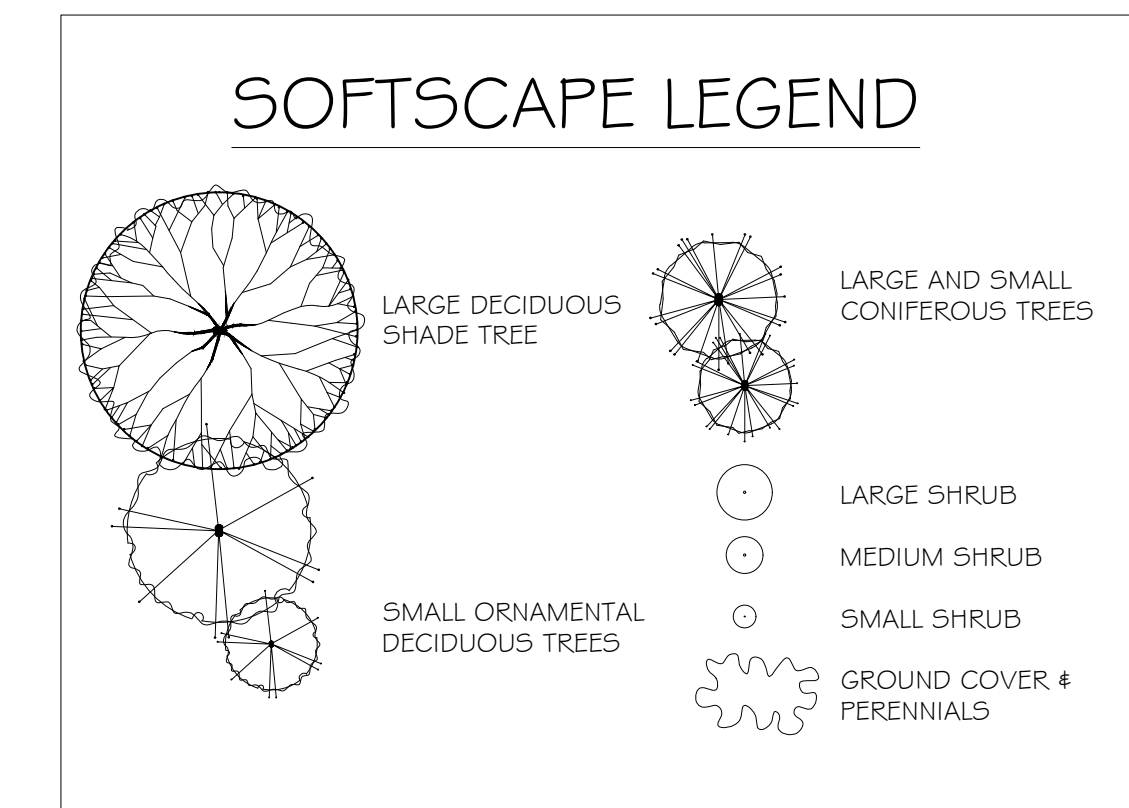 SOFTSCAPE LEGEND
LARGE DECIDUOUS
SHADE TREE
SMALL ORNAMENTAL
DECIDUOUS TREES
LARGE AND SMALL
CONIFEROUS TREES
LARGE SHRUB
MEDIUM SHRUB
SMALL SHRUB
GROUND COVER &
PERENNIALS